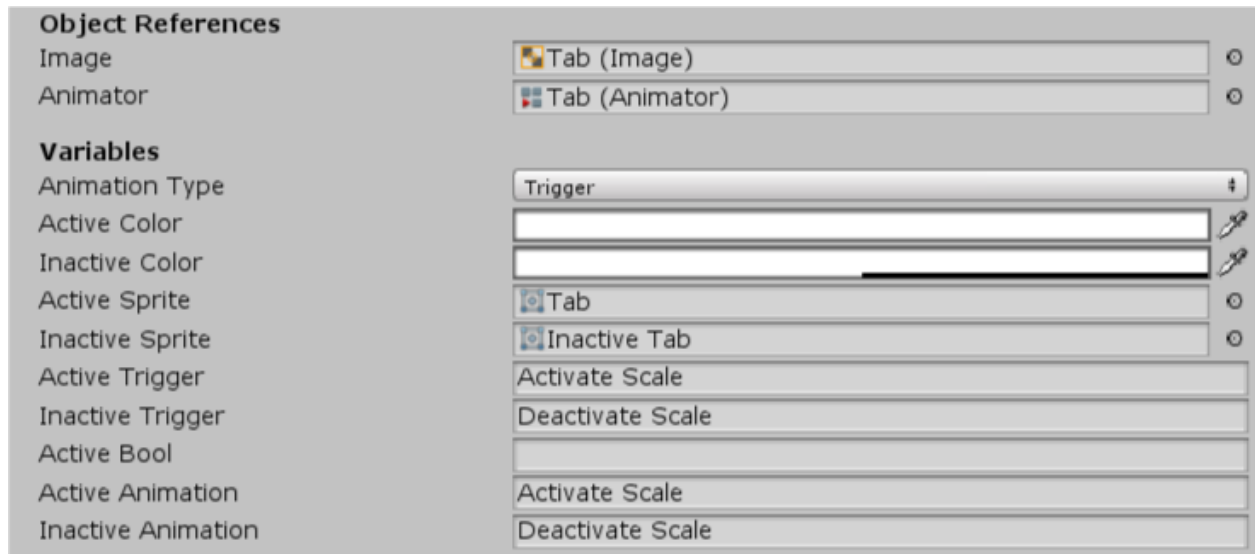 Object References
Image Tab (Image)
Animator Tab (Animator)
Variables
Animation Type Trigger
Active Color
Inactive Color
Active Sprite Tab
Inactive Sprite Inactive Tab
Active Trigger Activate Scale
Inactive Trigger Deactivate Scale
Active Bool
Active Animation Activate Scale
Inactive Animation Deactivate Scale